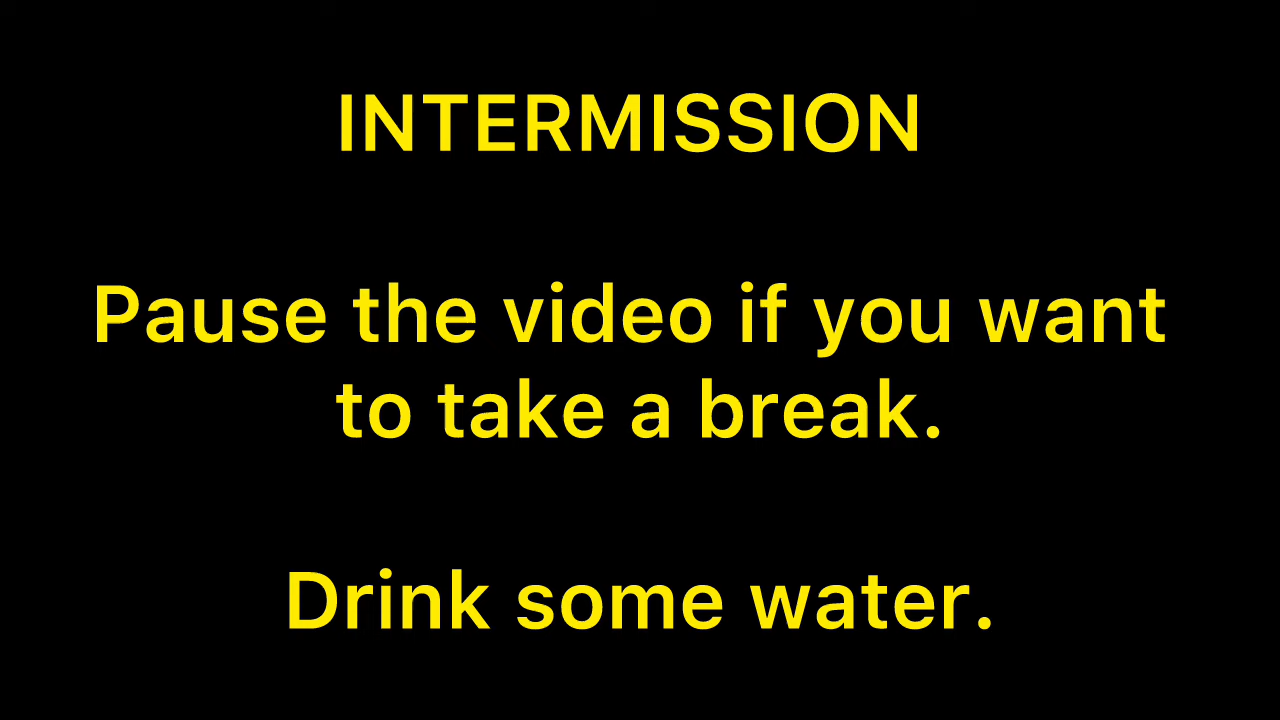 INTERMISSION
Pause the video if you want
to take a break.
Drink some water.